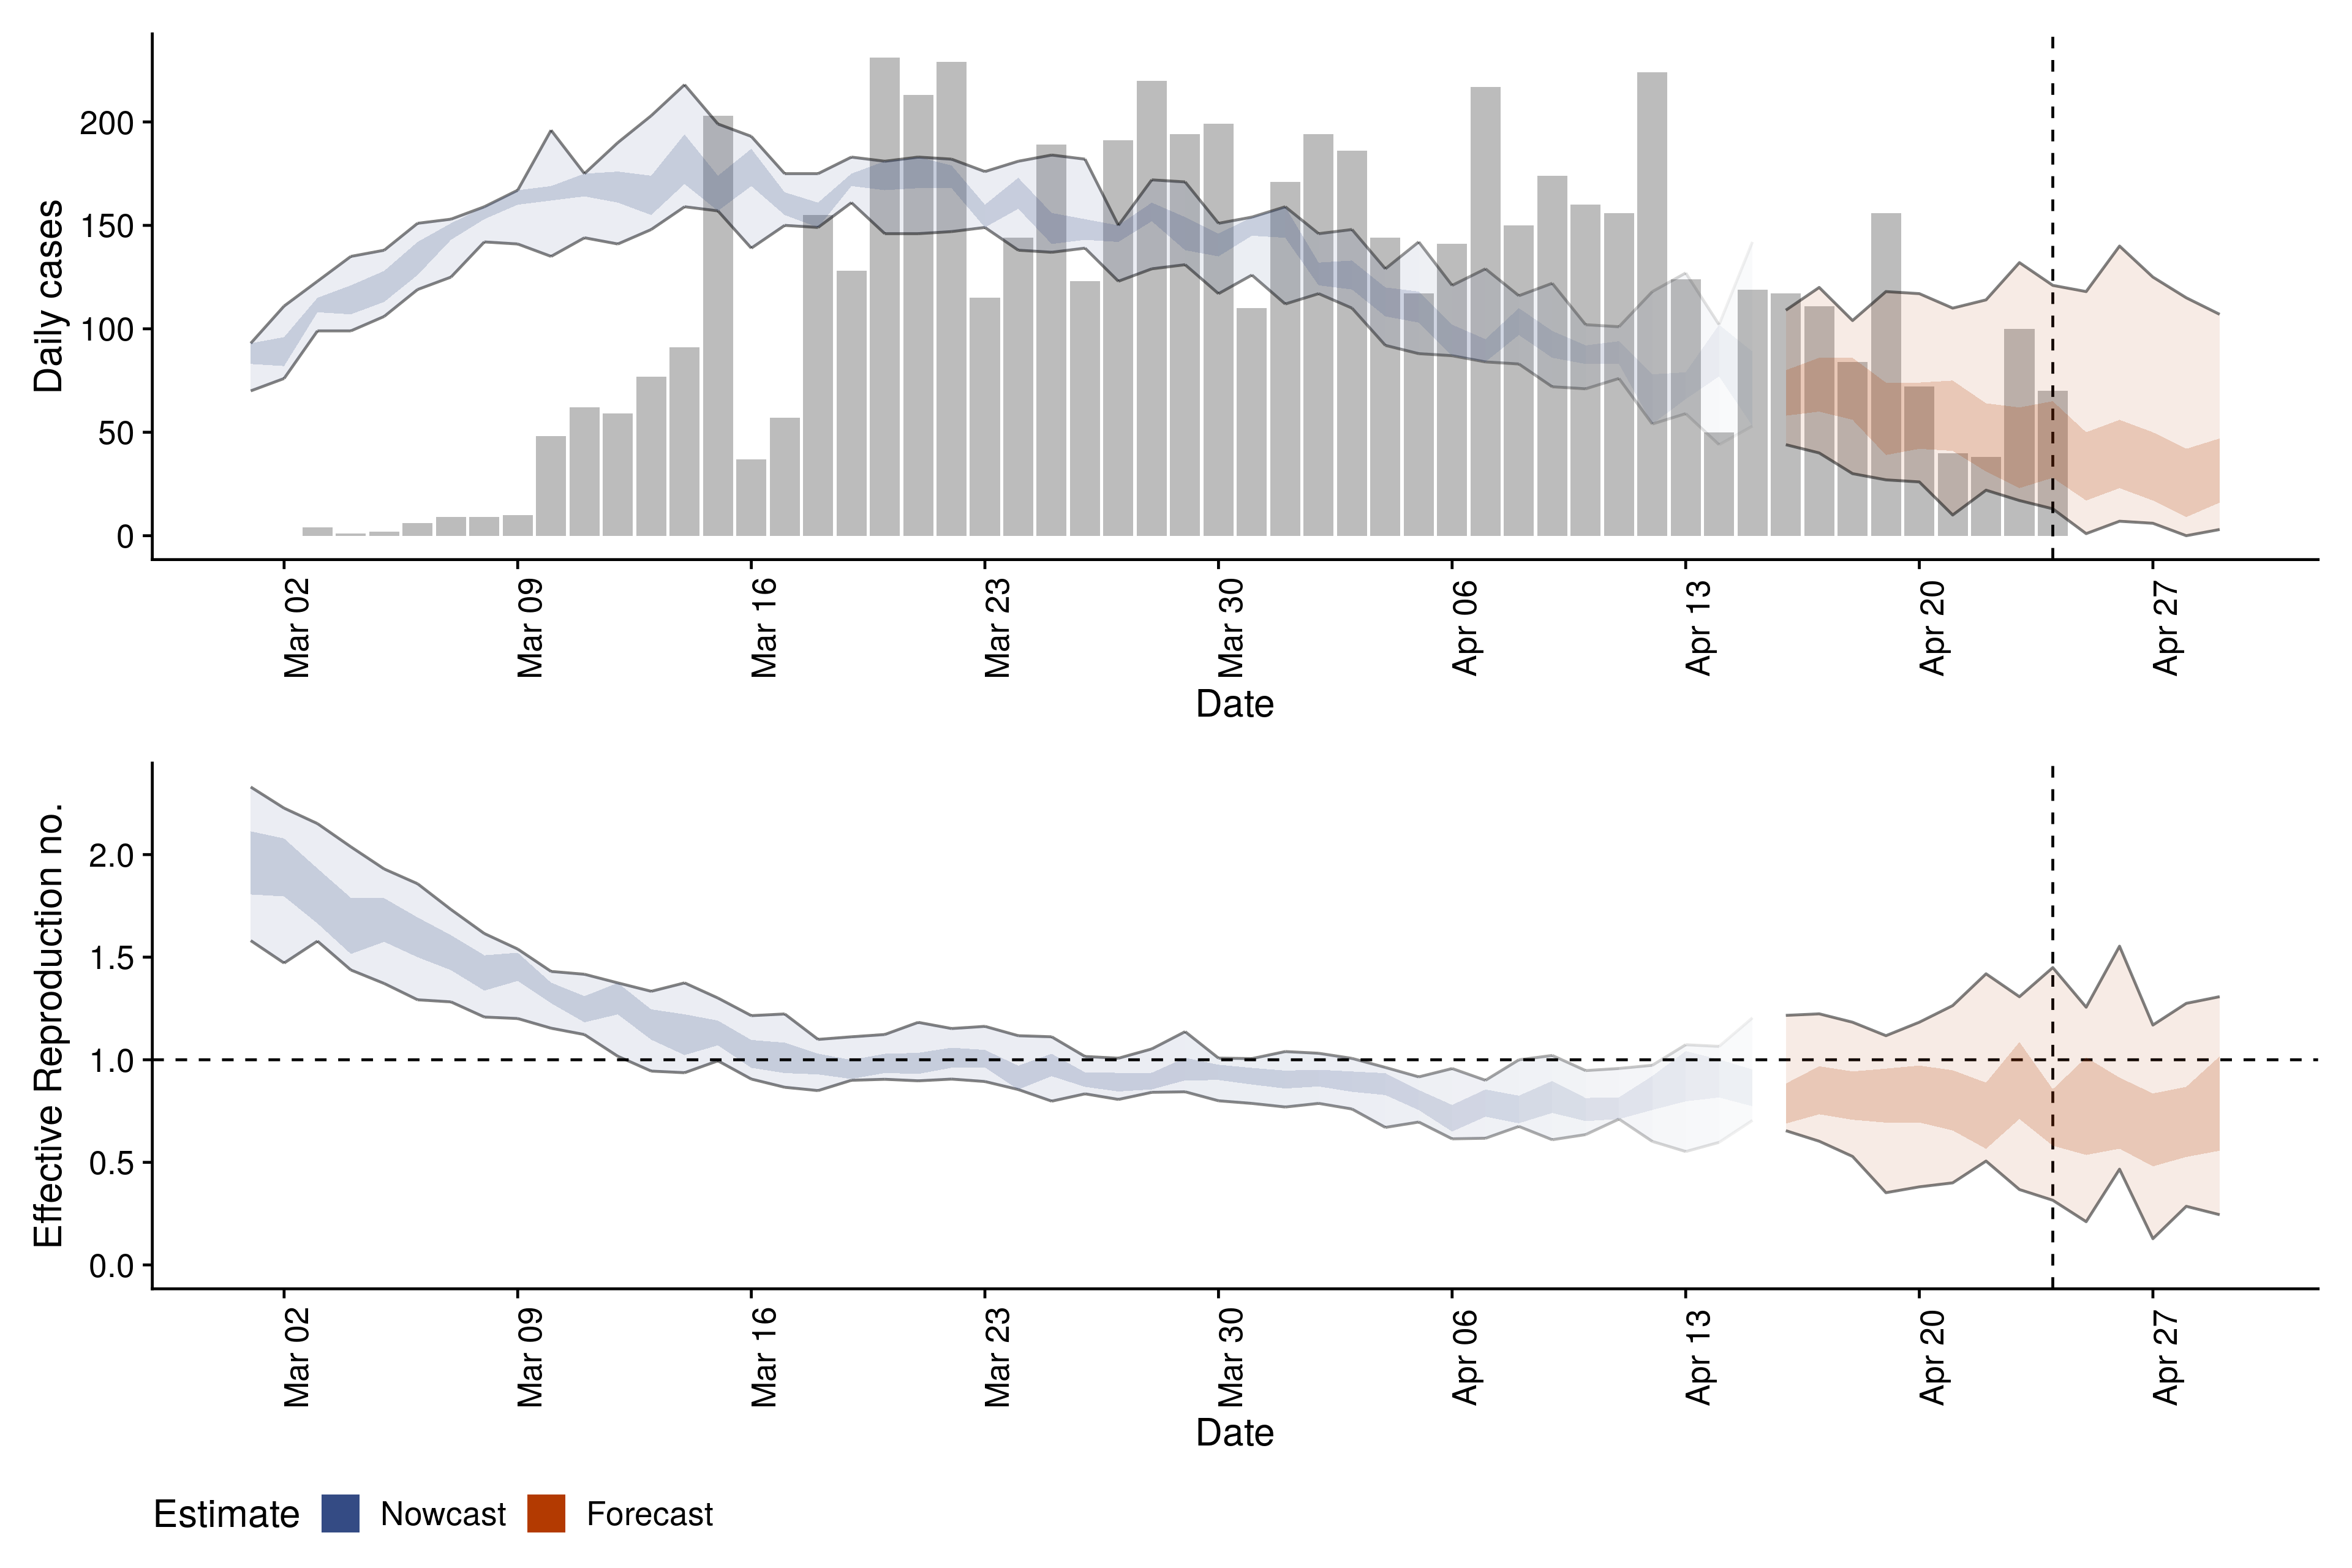 Daily cases
200
150
100
50
0
Mar 02 Mar 09 Mar 16 Mar 23 Mar 30 Apr 06 Apr 13 Apr 20 Apr 27
Date
Effective Reproduction no.
2.0
1.5
1.0
0.5
0.0
Mar 02 Mar 09 Mar 16 Mar 23 Mar 30 Apr 06 Apr 13 Apr 20 Apr 27
Date
Estimate Nowcast Forecast